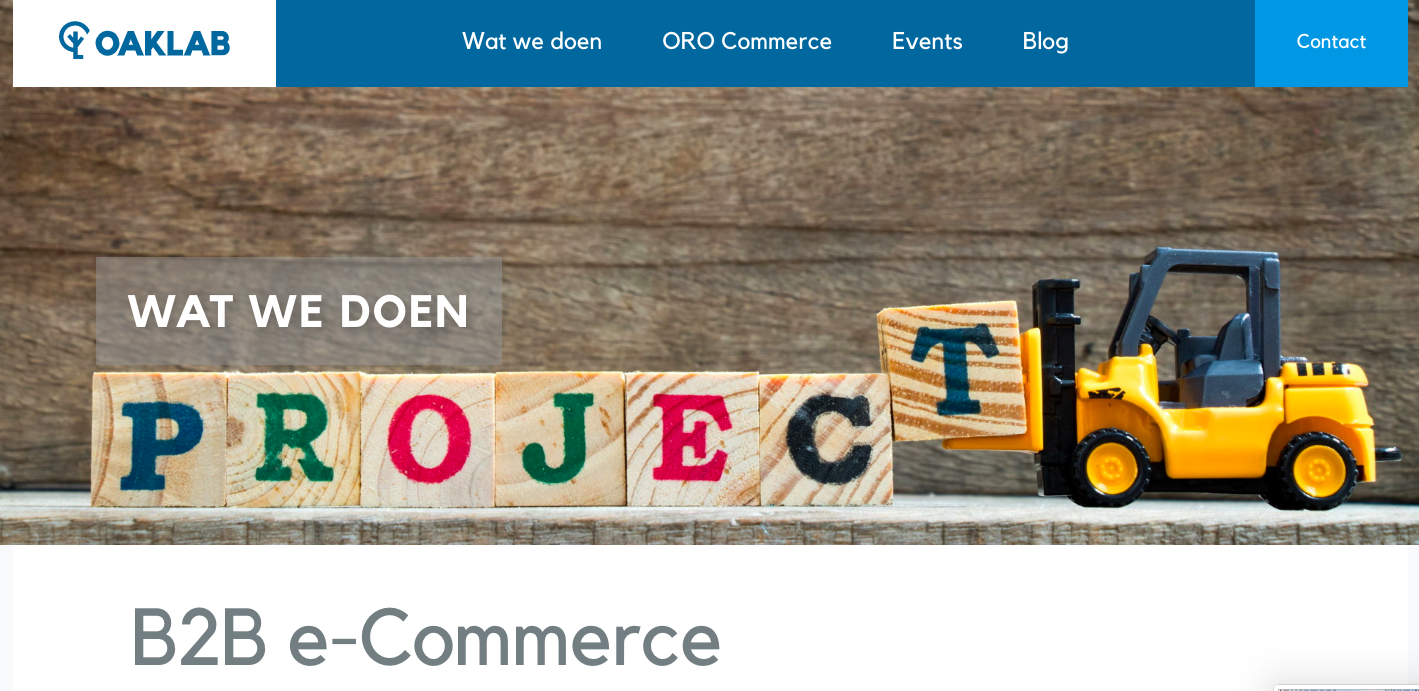 OAKLAB
Wat we doen
ORO Commerce
Events
Blog
Contact
WAT WE DOEN
PROJECT
B2B e-Commerce